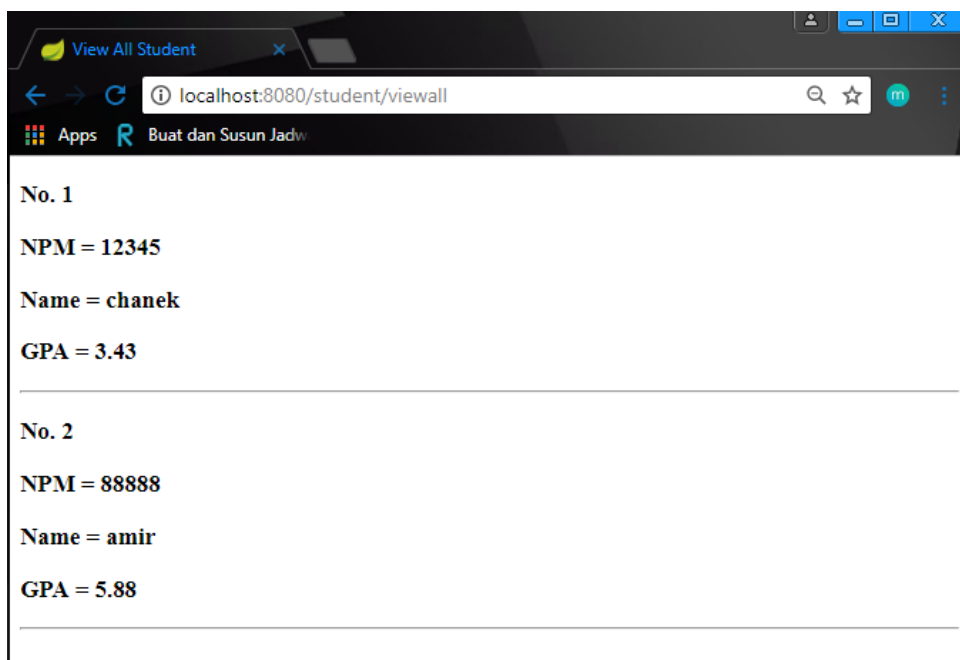 View All Student
localhost:8080/student/viewall
m
Apps
Buat dan Susun Jadw
No. 1
NPM = 12345
Name = chanek
GPA = 3.43
No. 2
NPM = 88888
Name = amir
GPA = 5.88